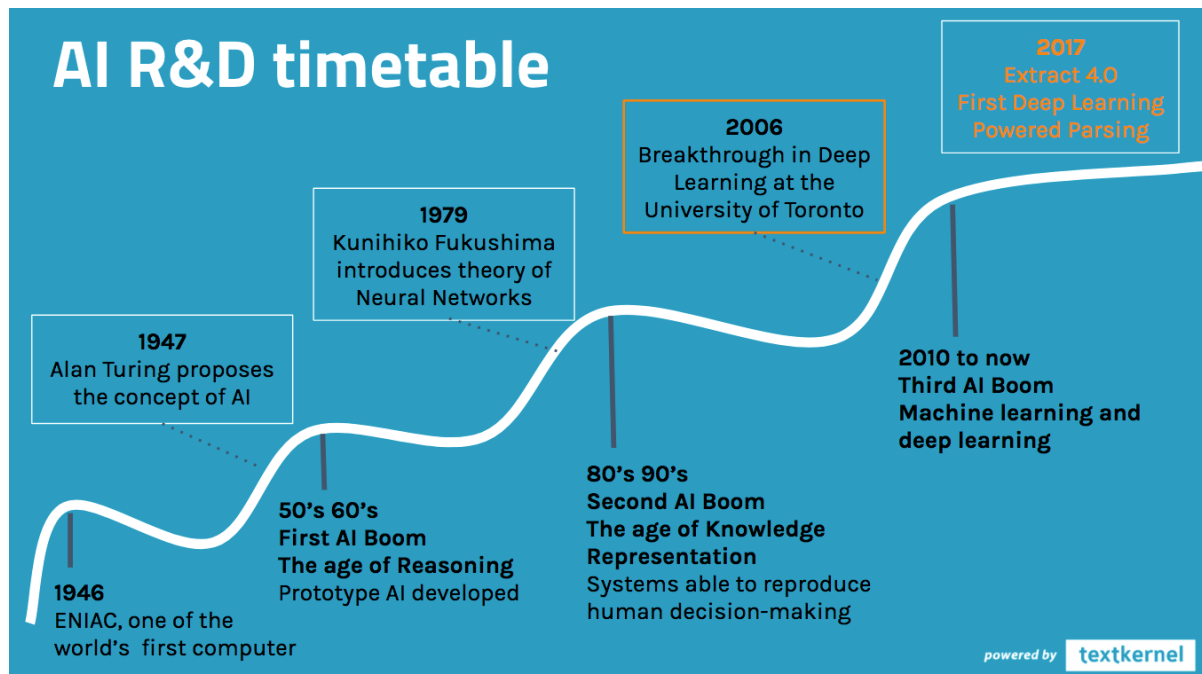 AI R&D timetable
1946
ENIAC, one of the
world's first computer
1947
Alan Turing proposes
the concept of AI
50's 60's
First AI Boom
The age of Reasoning
Prototype AI developed
1979
Kunihiko Fukushima
introduces theory of
Neural Networks
80's 90's
Second AI Boom
The age of Knowledge
Representation
Systems able to reproduce
human decision-making
2006
Breakthrough in Deep
Learning at the
University of Toronto
2010 to now
Third AI Boom
Machine learning and
deep learning
2017
Extract 4.0
First Deep Learning
Powered Parsing
powered by textkernel